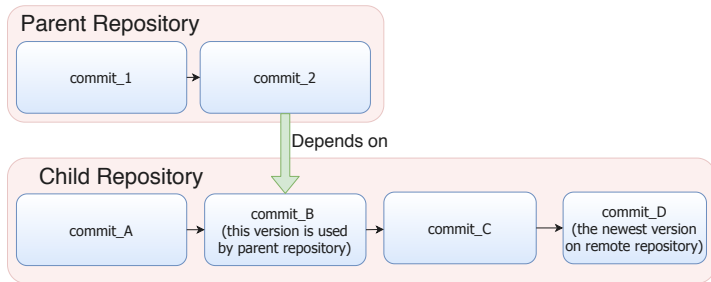 Parent Repository
commit_1
commit_2
Depends on
Child Repository
commit_A
commit_B
(this version is used
by parent repository)
commit_C
commit_D
(the newest version
on remote repository)